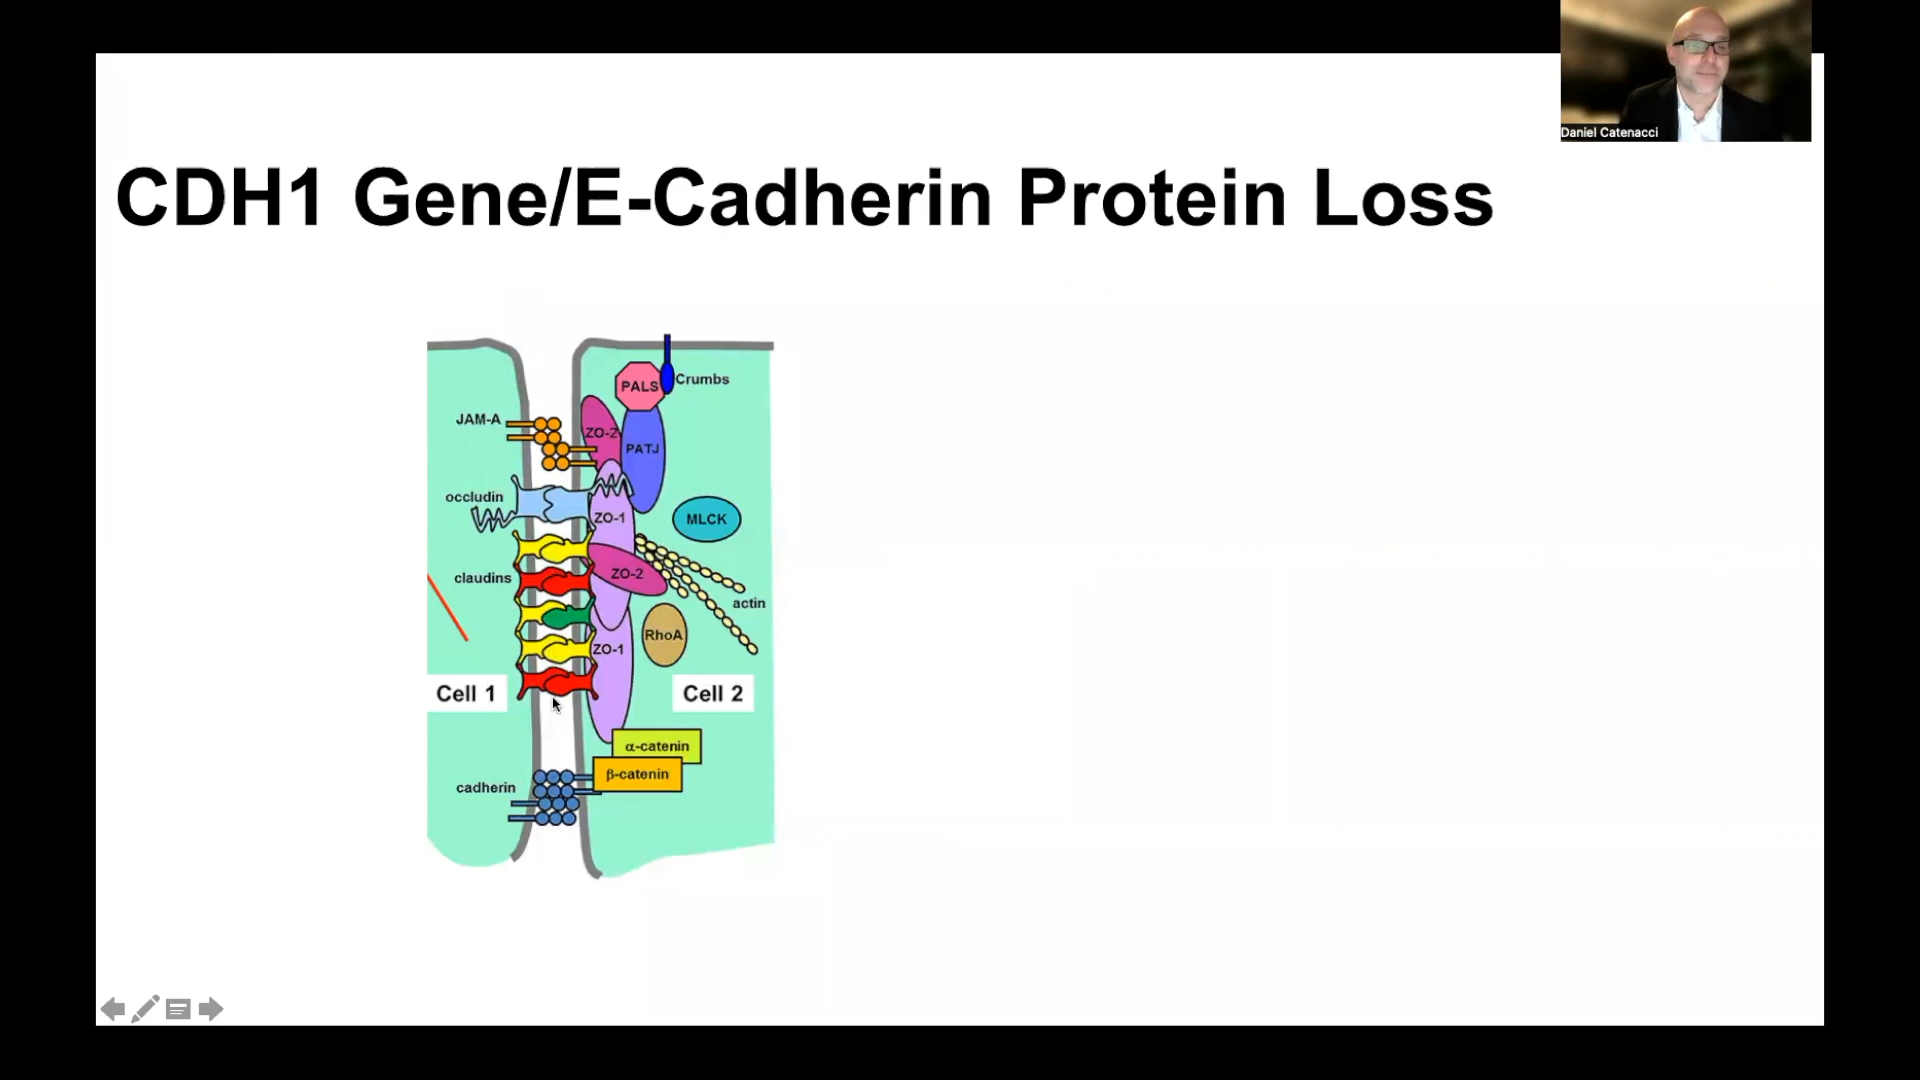 Daniel Catenacci
CDH1 Gene/E-Cadherin Protein Loss
PALS
Crumbs
JAM-A
ZO-2
PATJ
occludin
ZO-1
MLCK
claudins
ZO-2
actin
RhoA
ZO-1
Cell 1
Cell 2
α-catenin
β-catenin
cadherin